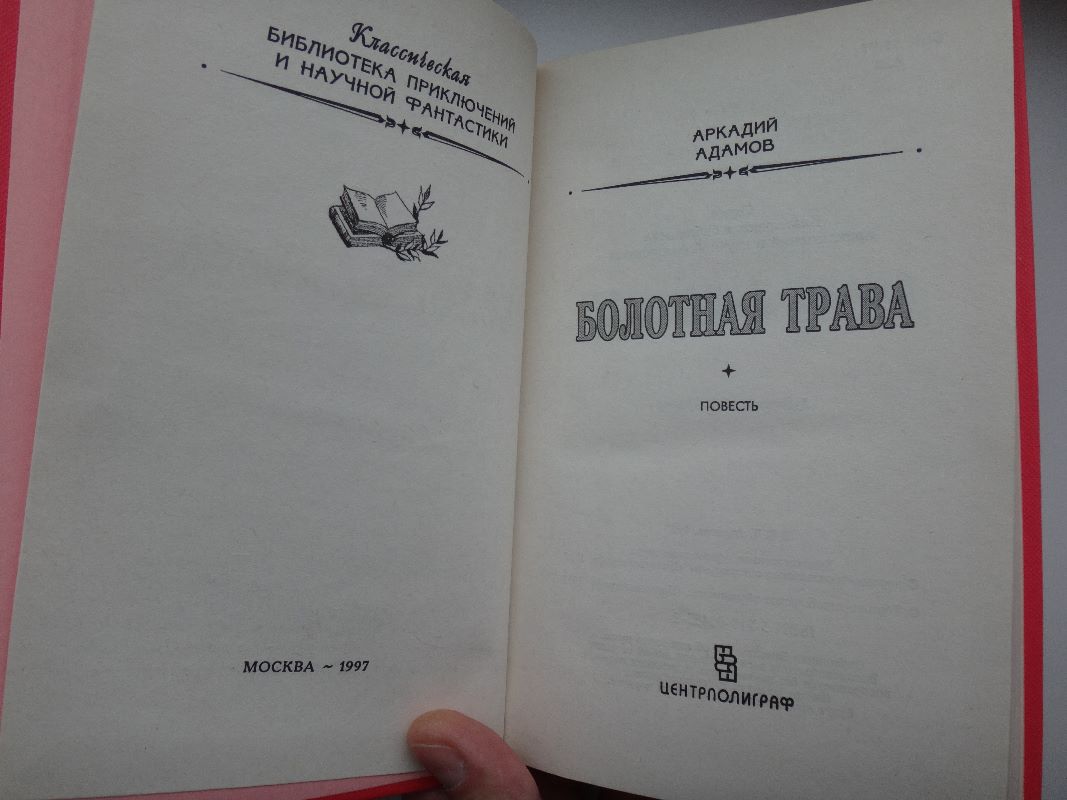 Классическая
БИБЛИОТЕКА ПРИКЛЮЧЕНИЙ
И НАУЧНОЙ ФАНТАСТИКИ
МОСКВА ~ 1997
АРКАДИЙ
АДАМОВ
БОЛОТНАЯ ТРАВА
ПОВЕСТЬ
ЦЕНТРПОЛИГРАФ